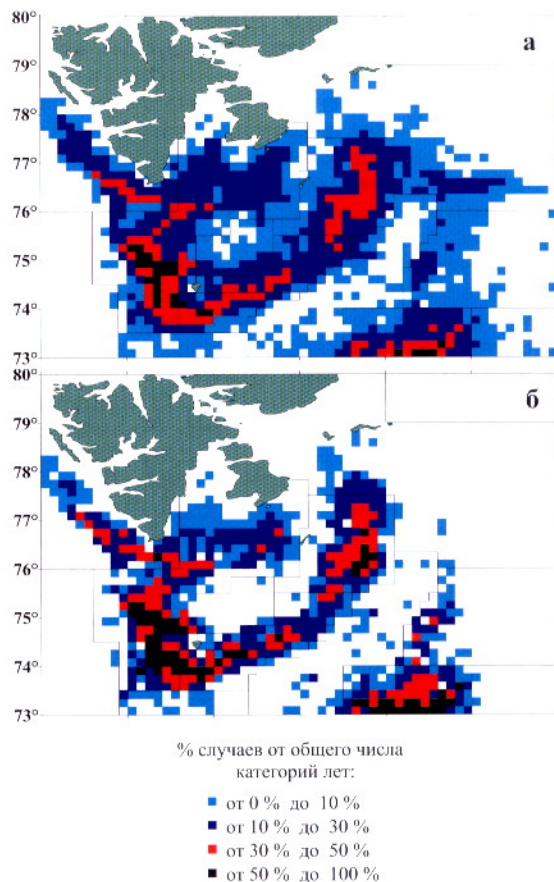 80°
а
79°
78°
77°
76°
75°
74°
73°
80°
б
79°
78°
77°
76°
75°
74°
73°
% случаев от общего числа
категорий лет:
от 0 % до 10 %
от 10 % до 30 %
от 30 % до 50 %
от 50 % до 100 %